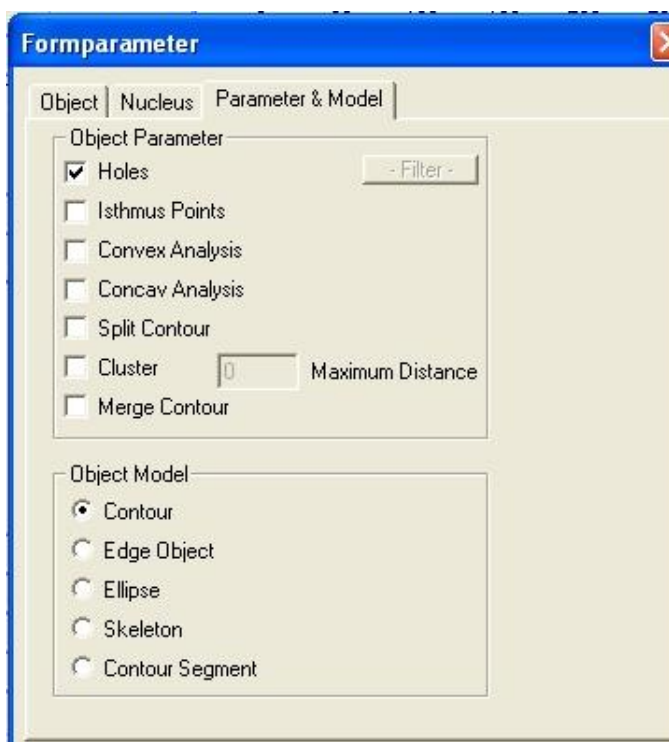 Formparameter
Object Nucleus Parameter & Model
Object Parameter
Holes - Filter -
Isthmus Points
Convex Analysis
Concav Analysis
Split Contour
Cluster 0 Maximum Distance
Merge Contour
Object Model
Contour
Edge Object
Ellipse
Skeleton
Contour Segment